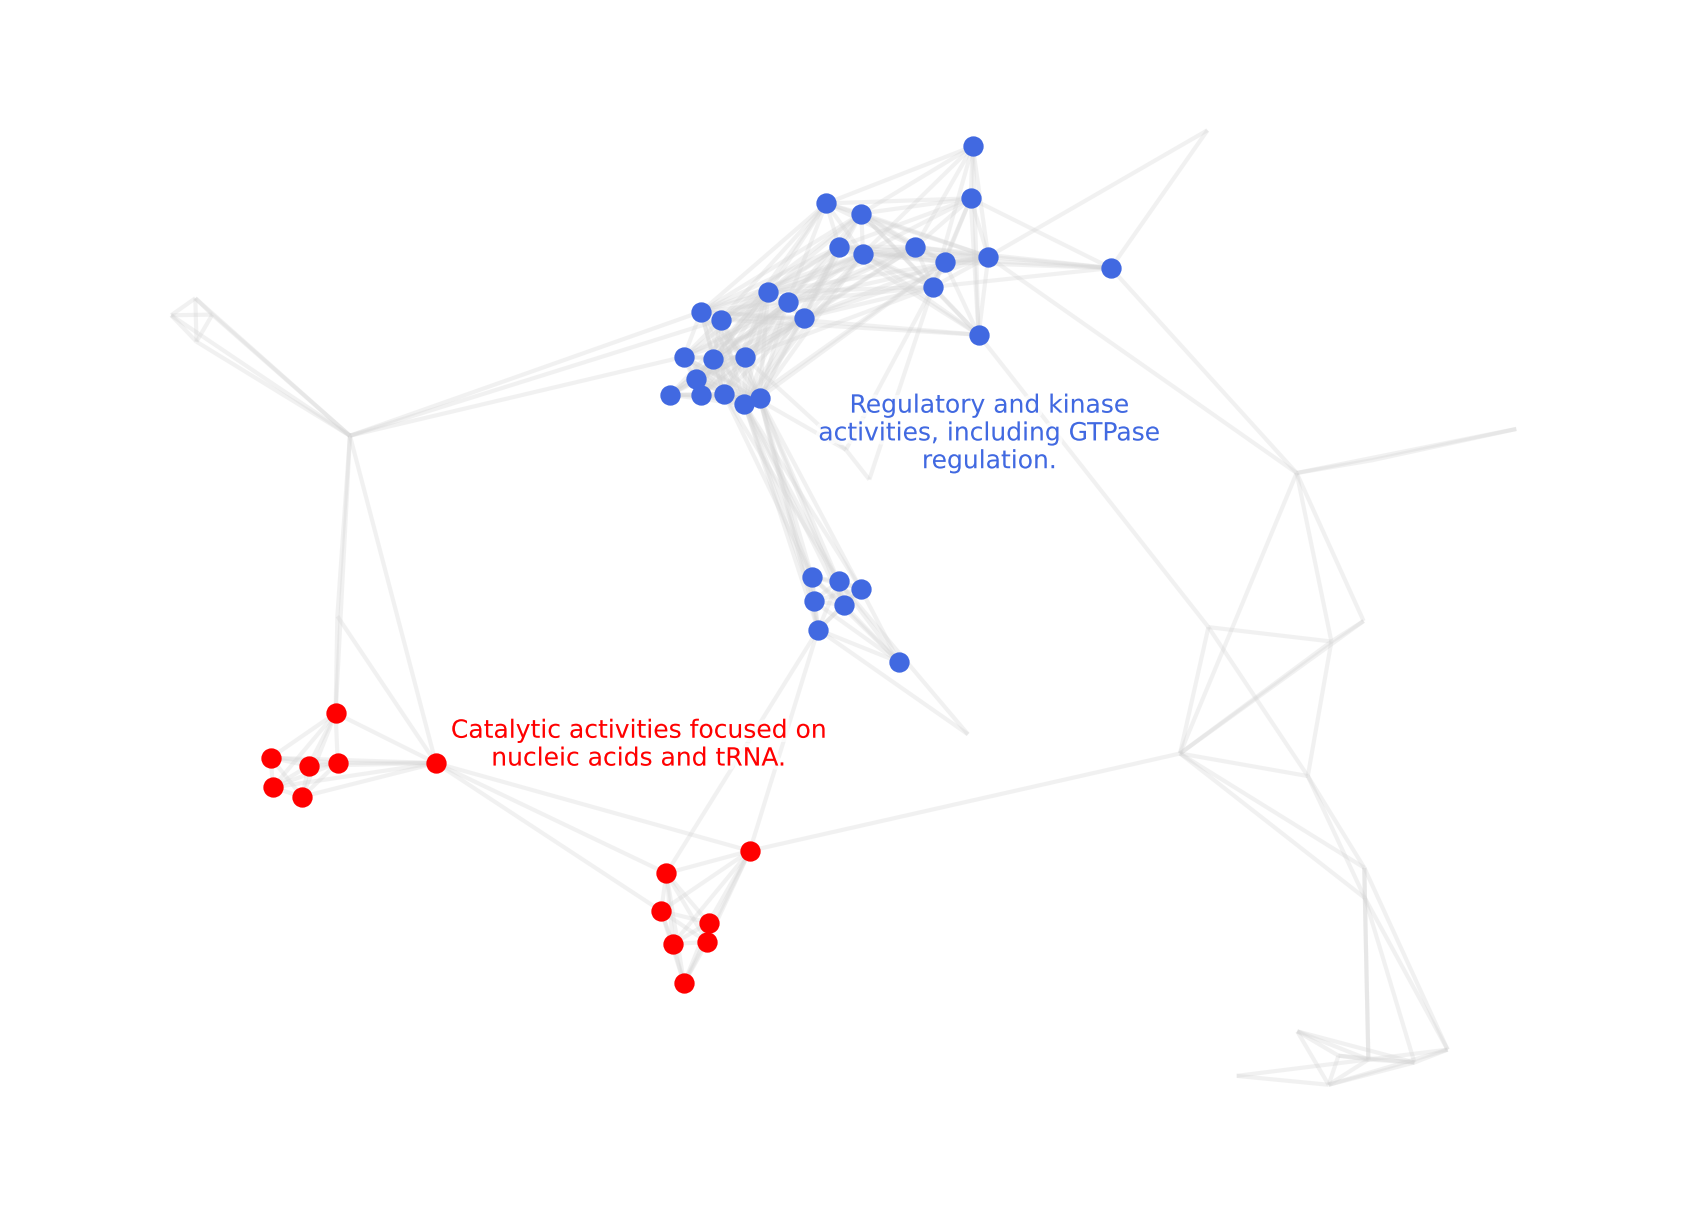 Regulatory and kinase
activities, including GTPase
regulation.
Catalytic activities focused on
nucleic acids and tRNA.